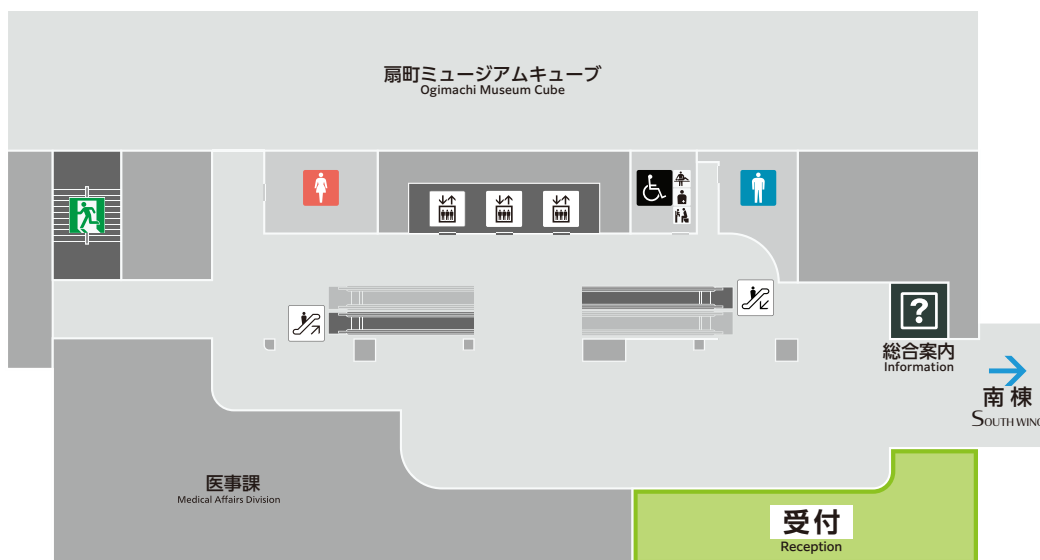 扇町ミュージアムキューブ
Ogimachi Museum Cube
?
総合案内
Information
南棟
SOUTH WING
医事課
Medical Affairs Division
受付
Reception